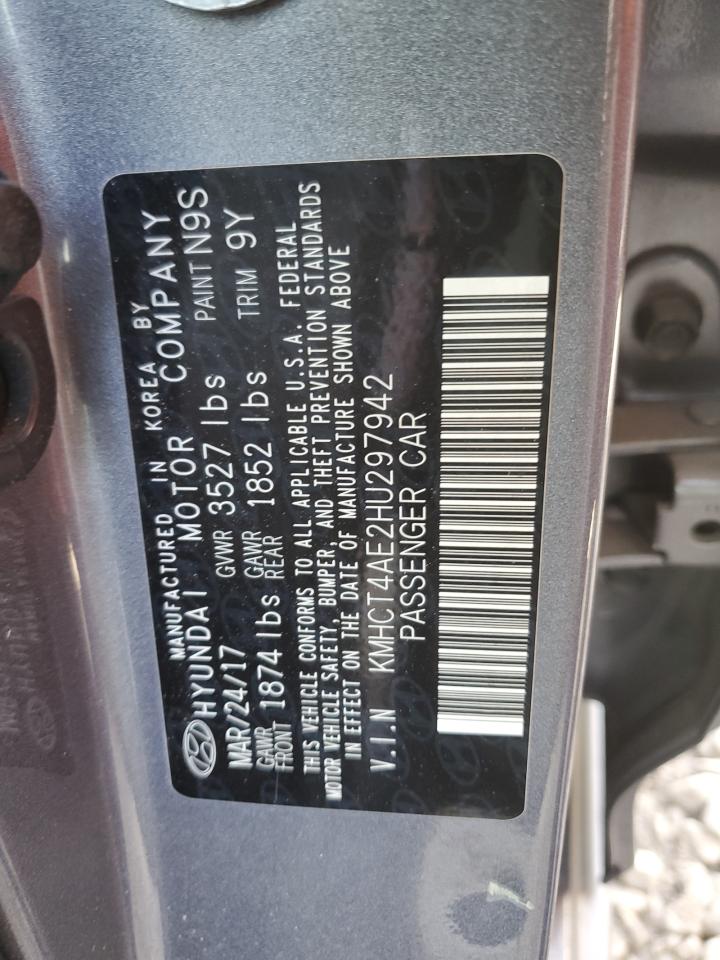 MANUFACTURED IN KOREA BY
HYUNDAI MOTOR COMPANY
MAR/24/17 GVWR 3527 lbs PAINT N9S
GAWR FRONT 1874 lbs GAWR REAR 1852 lbs TRIM 9Y
THIS VEHICLE CONFORMS TO ALL APPLICABLE U.S.A. FEDERAL
MOTOR VEHICLE SAFETY, BUMPER, AND THEFT PREVENTION STANDARDS
IN EFFECT ON THE DATE OF MANUFACTURE SHOWN ABOVE
V.I.N KMHCT4AE2HU297942
PASSENGER CAR